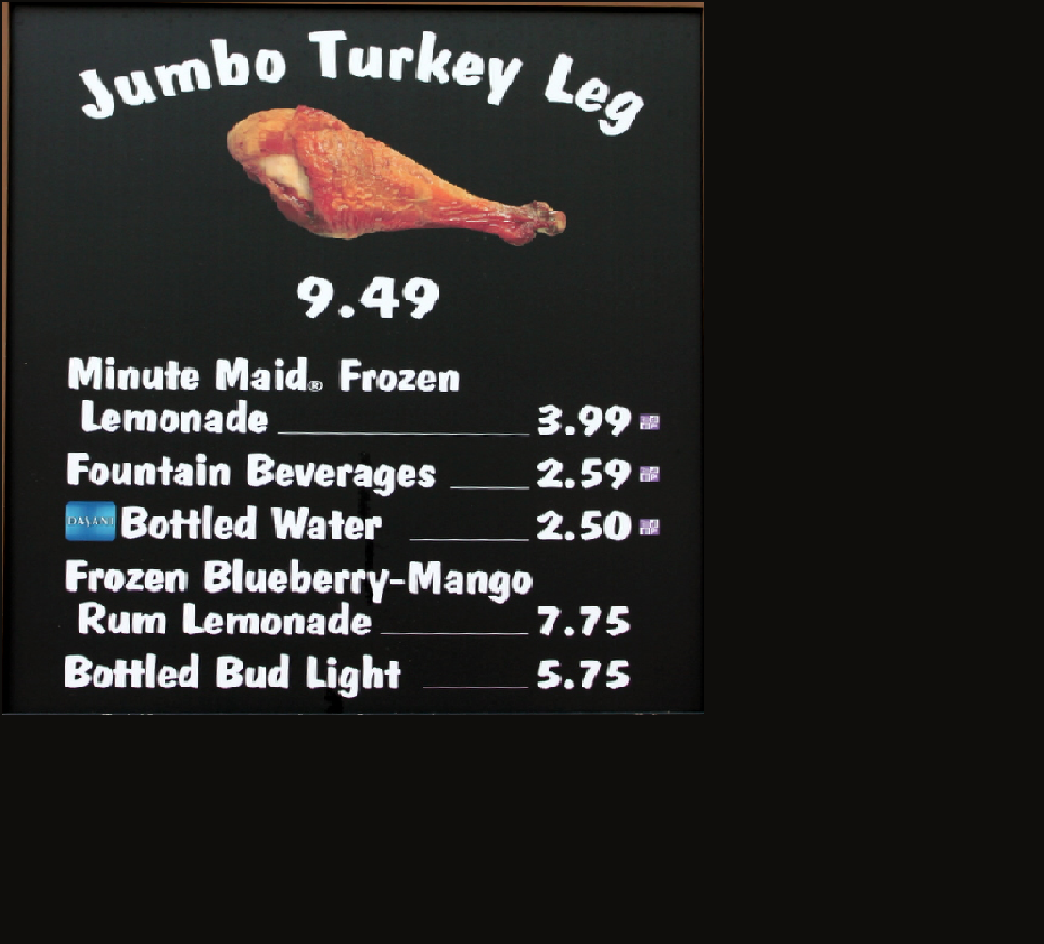 Jumbo Turkey Leg
9.49
Minute Maid® Frozen
Lemonade 3.99
Fountain Beverages 2.59
DASANI Bottled Water 2.50
Frozen Blueberry-Mango
Rum Lemonade 7.75
Bottled Bud Light 5.75